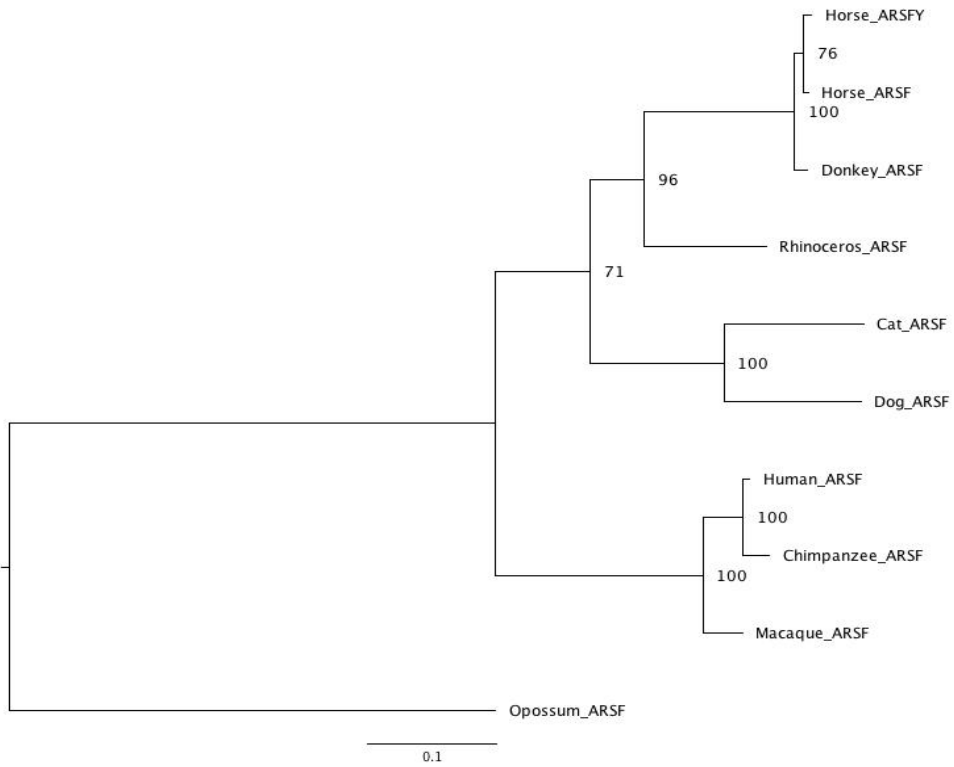 Horse_ARSFY
76
Horse_ARSF
100
Donkey_ARSF
96
Rhinoceros_ARSF
71
Cat_ARSF
100
Dog_ARSF
Human_ARSF
100
Chimpanzee_ARSF
100
Macaque_ARSF
Opossum_ARSF
0.1